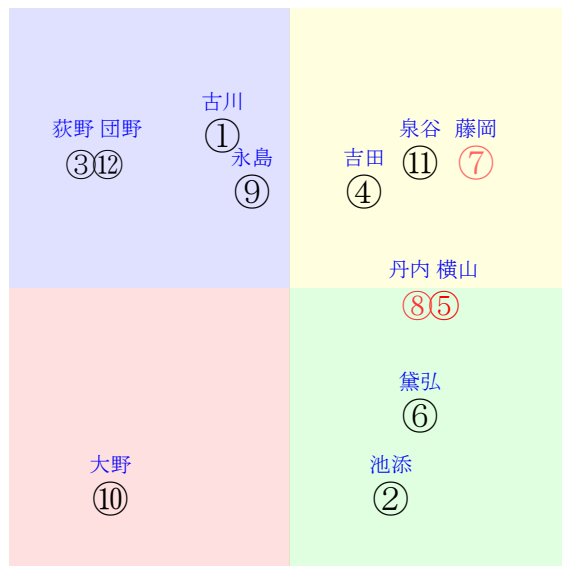 古川
①
荻野 団野
③⑫
永島
⑨
吉田
④
泉谷
⑪
藤岡
⑦
丹内 横山
⑧⑤
黛弘
⑥
大野
⑩
池添
②